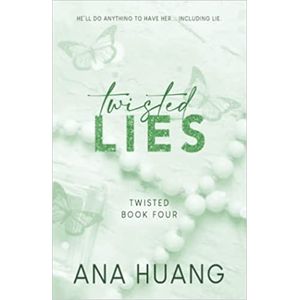 HE'LL DO ANYTHING TO HAVE HER... INCLUDING LIE.
twisted
LIES
TWISTED
BOOK FOUR
ANA HUANG